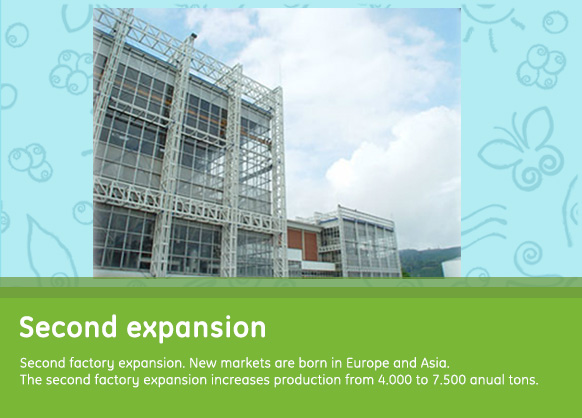 Second expansion
Second factory expansion. New markets are born in Europe and Asia.
The second factory expansion increases production from 4.000 to 7.500 anual tons.